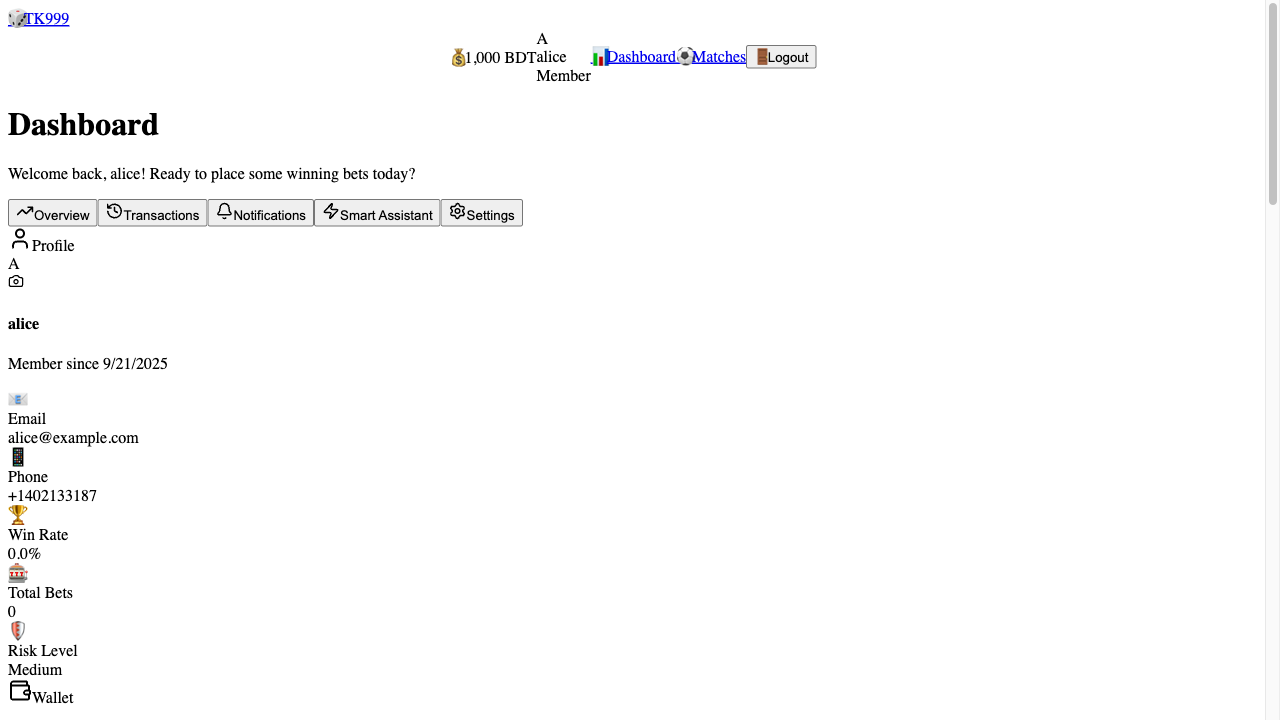 TK999
1,000 BDT
A
alice
Member
Dashboard
Matches
Logout
Dashboard
Welcome back, alice! Ready to place some winning bets today?
Overview
Transactions
Notifications
Smart Assistant
Settings
Profile
A
alice
Member since 9/21/2025
Email
alice@example.com
Phone
+1402133187
Win Rate
0.0%
Total Bets
0
Risk Level
Medium
Wallet